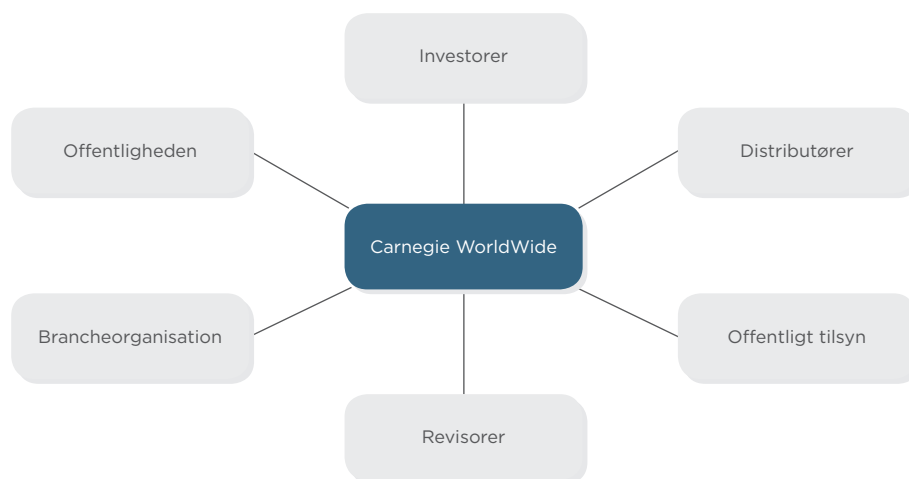 Investorer
Offentligheden
Distributører
Carnegie WorldWide
Brancheorganisation
Offentligt tilsyn
Revisorer